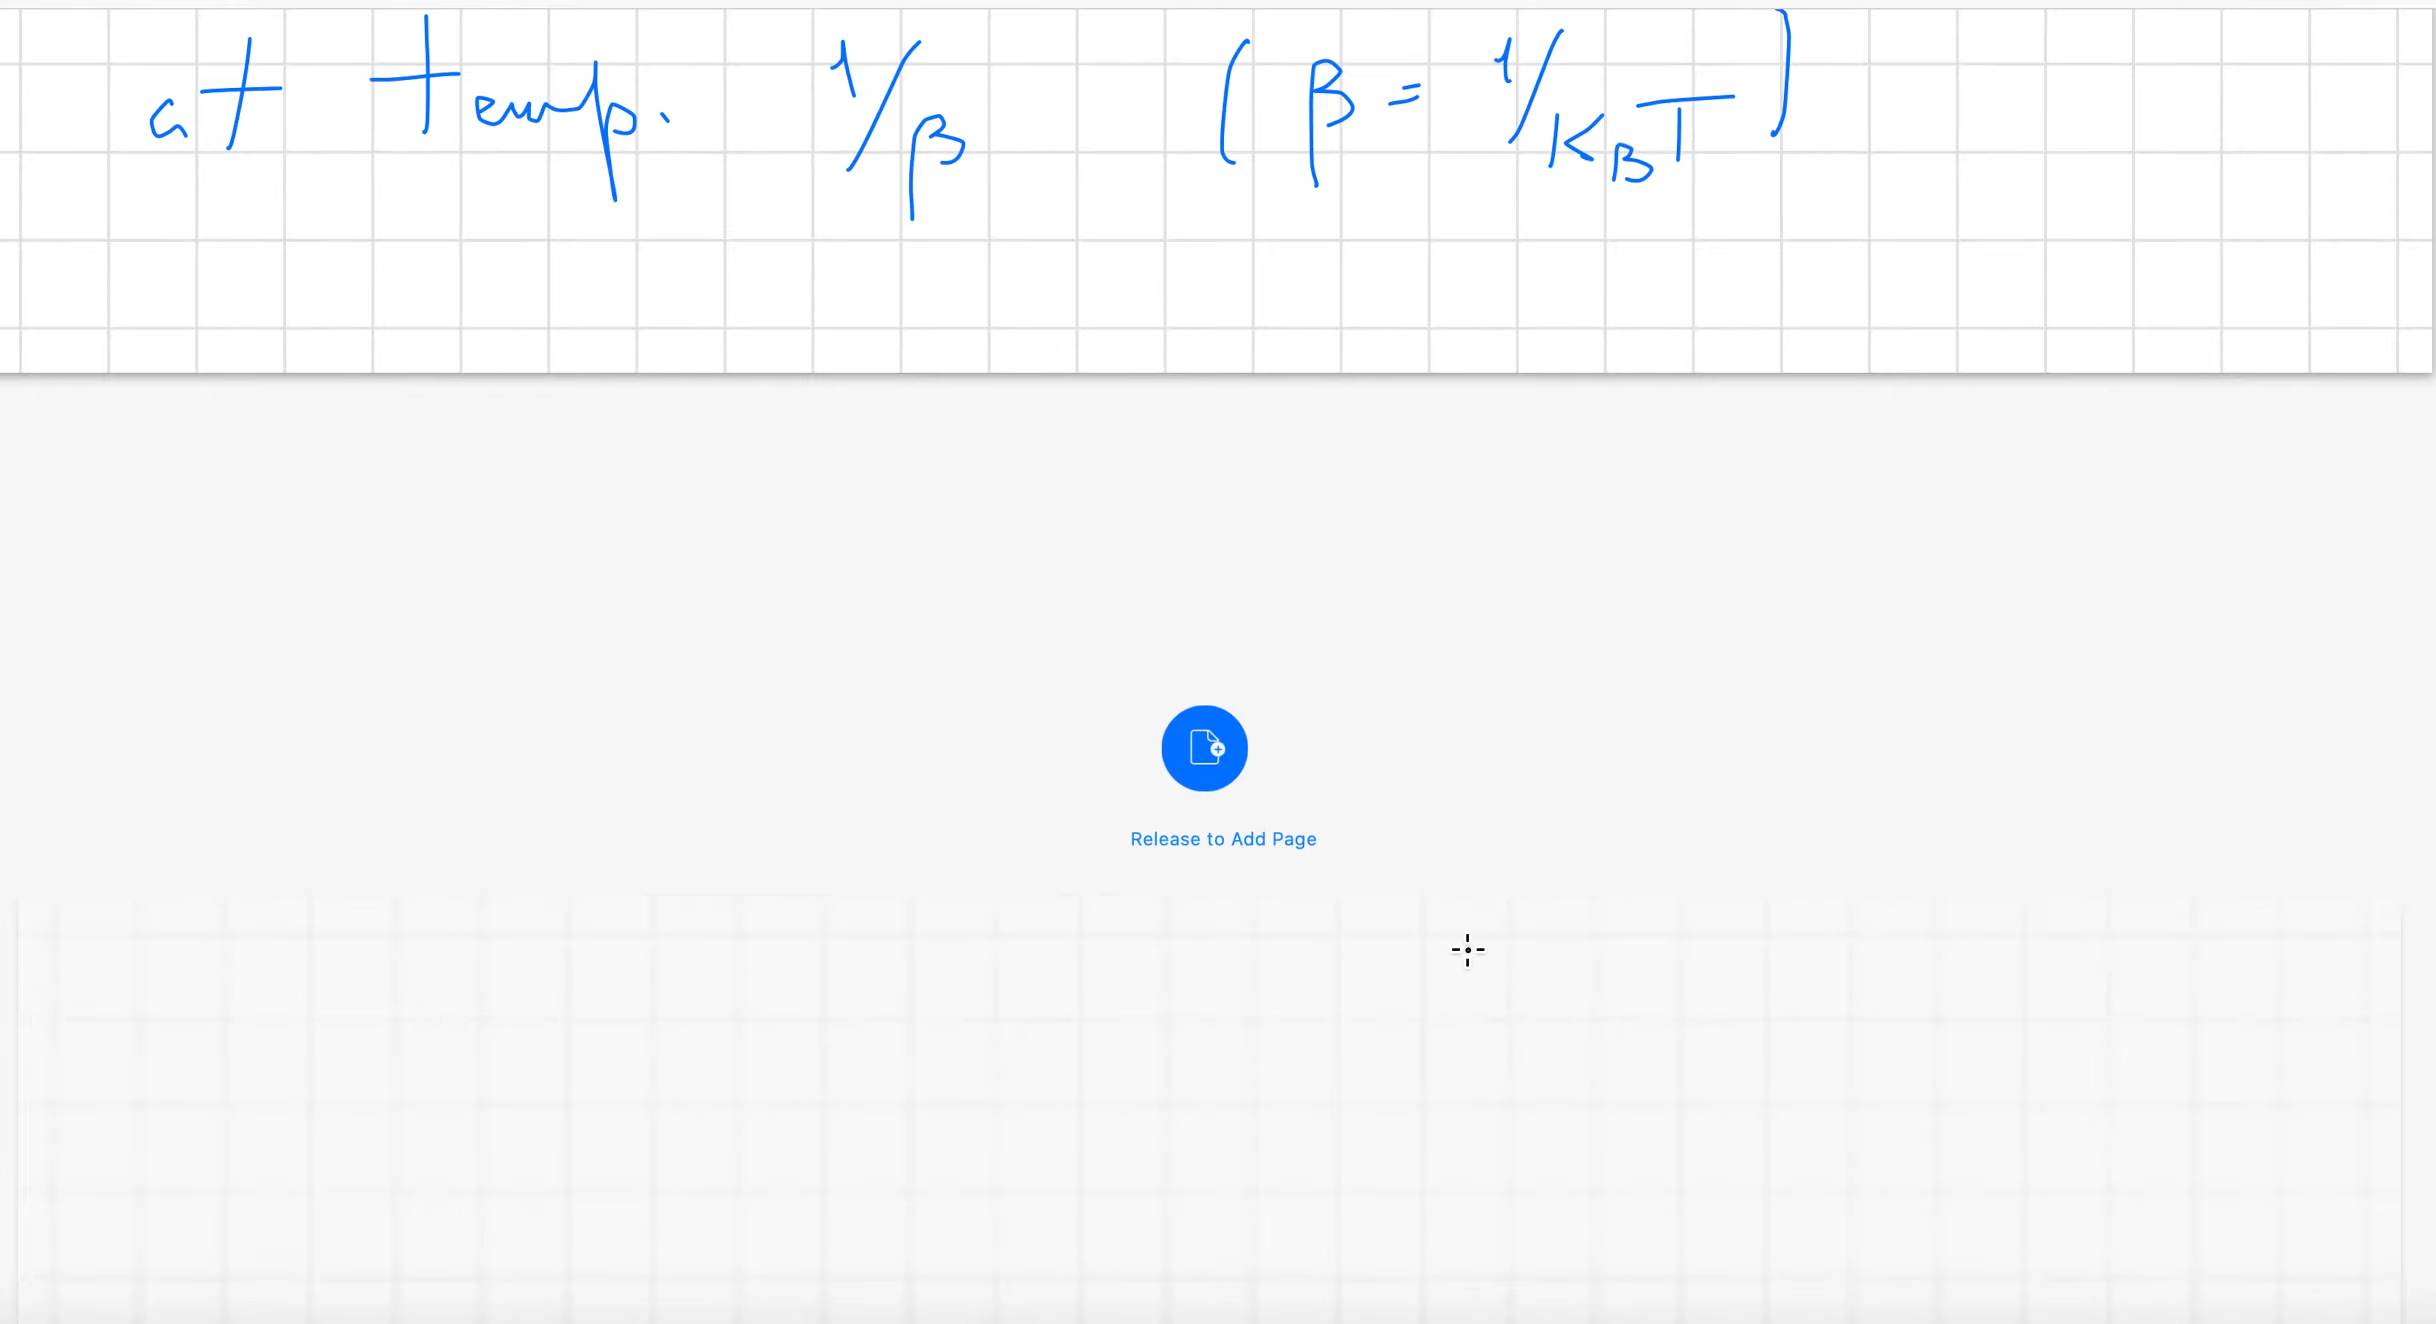 at temp. 1/β (β = 1/K_B T)
Release to Add Page